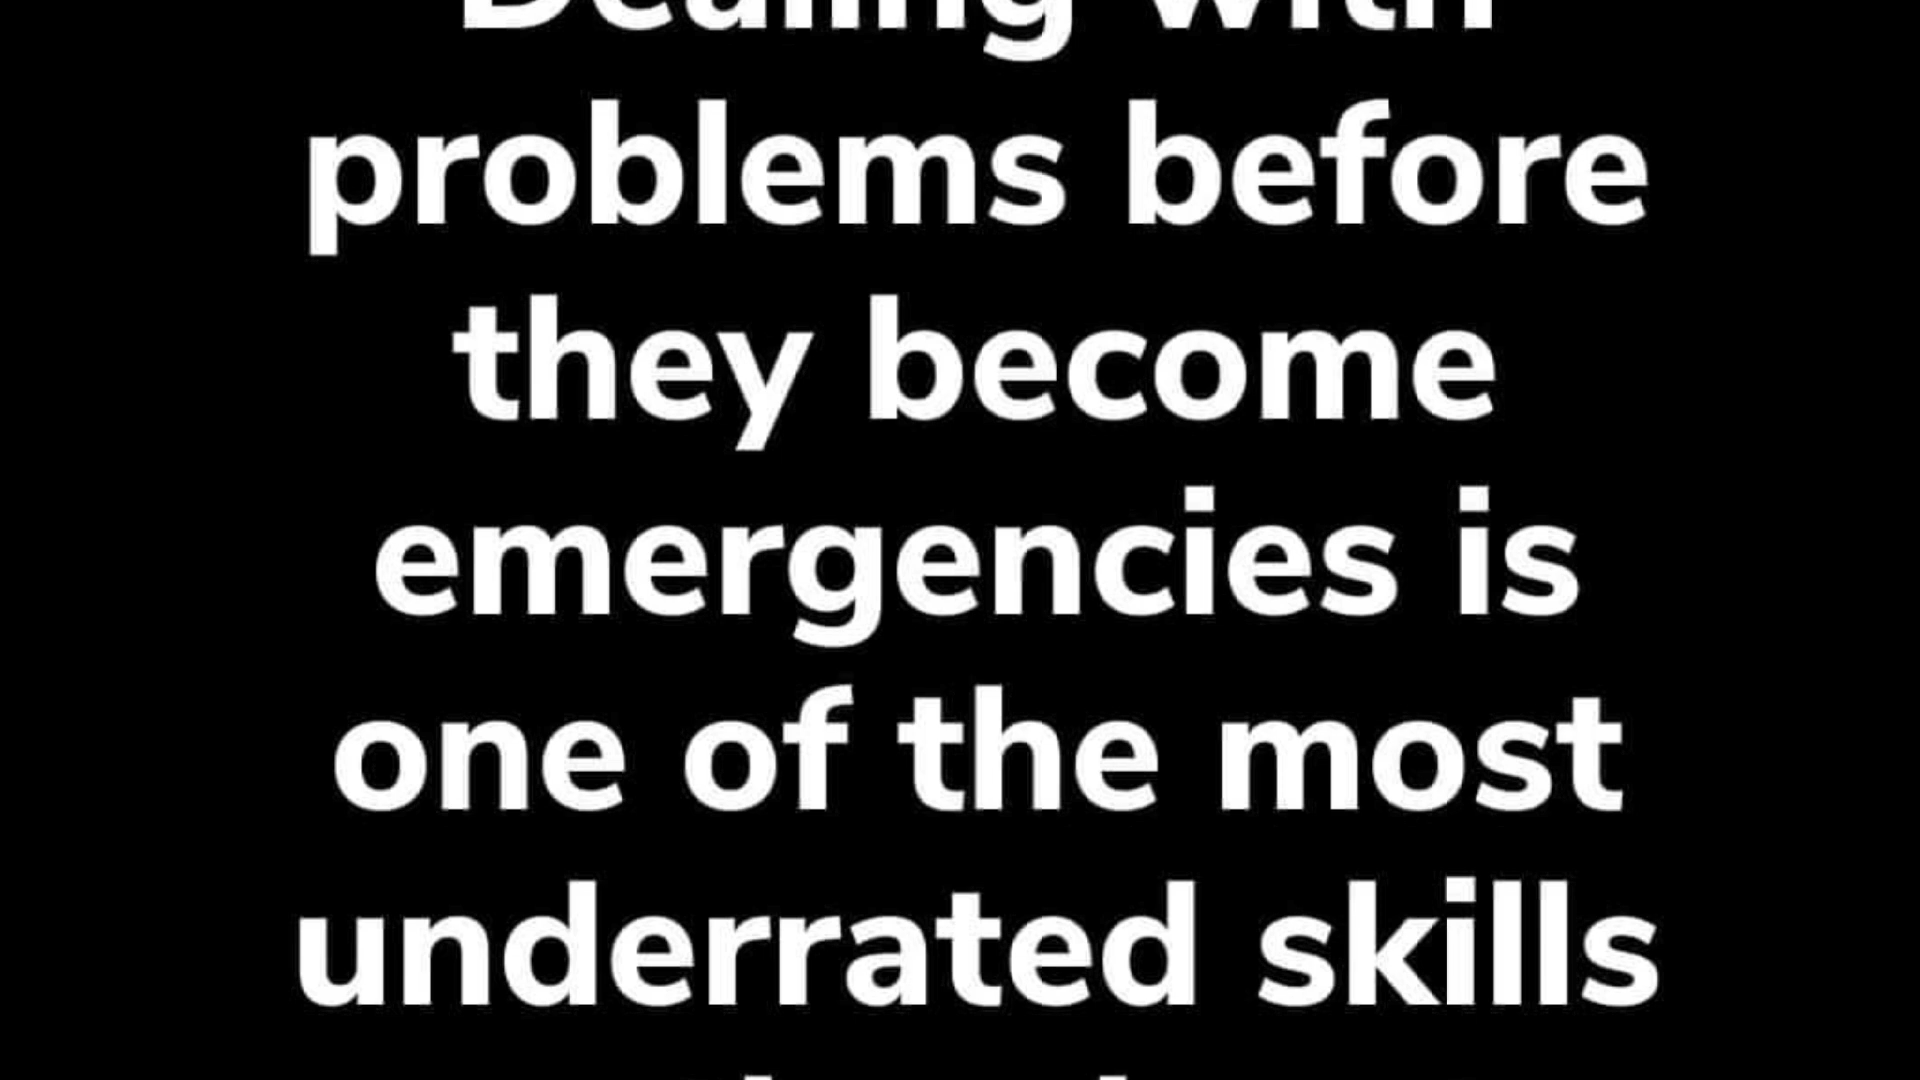 Dealing with
problems before
they become
emergencies is
one of the most
underrated skills